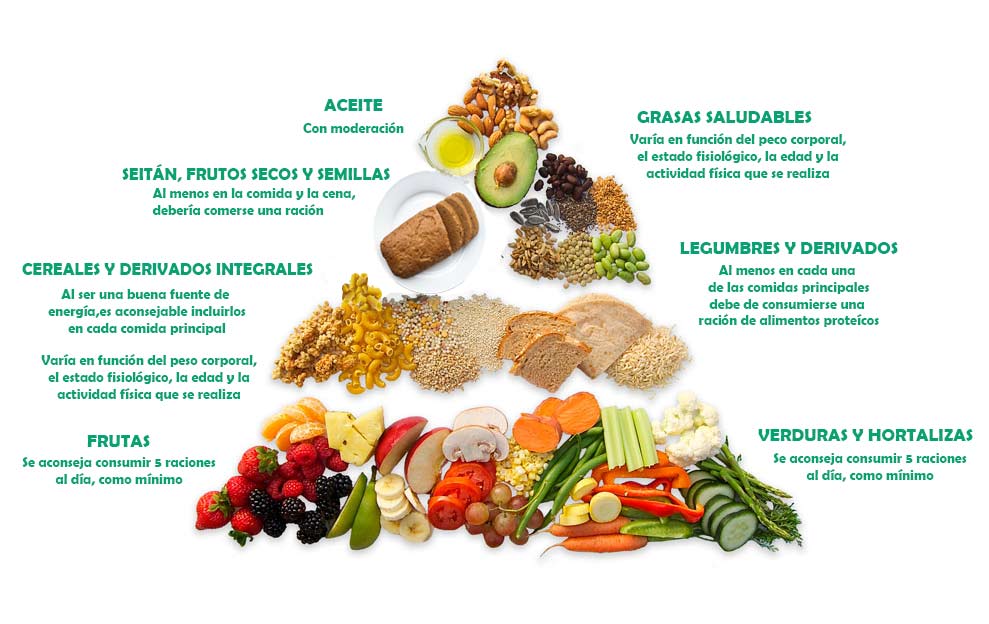 ACEITE
Con moderación
GRASAS SALUDABLES
Varía en función del peco corporal,
el estado fisiológico, la edad y la
actividad física que se realiza
SEITÁN, FRUTOS SECOS Y SEMILLAS
Al menos en la comida y la cena,
debería comerse una ración
LEGUMBRES Y DERIVADOS
Al menos en cada una
de las comidas principales
debe de consumierse una
ración de alimentos proteícos
CEREALES Y DERIVADOS INTEGRALES
Al ser una buena fuente de
energía,es aconsejable incluirlos
en cada comida principal
Varía en función del peso corporal,
el estado fisiológico, la edad y la
actividad física que se realiza
FRUTAS
Se aconseja consumir 5 raciones
al día, como mínimo
VERDURAS Y HORTALIZAS
Se aconseja consumir 5 raciones
al día, como mínimo